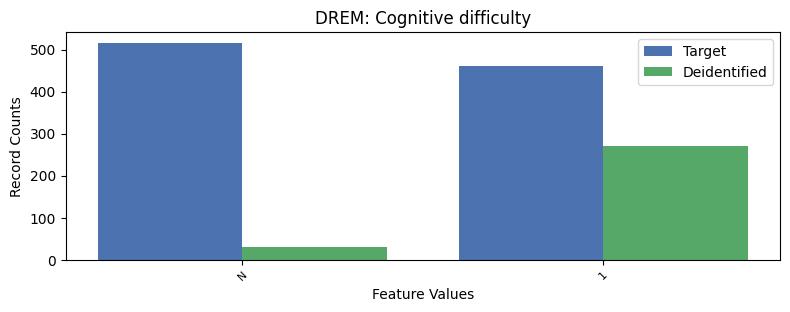 DREM: Cognitive difficulty
Target
Deidentified
Record Counts
500
400
300
200
100
0
N
1
Feature Values